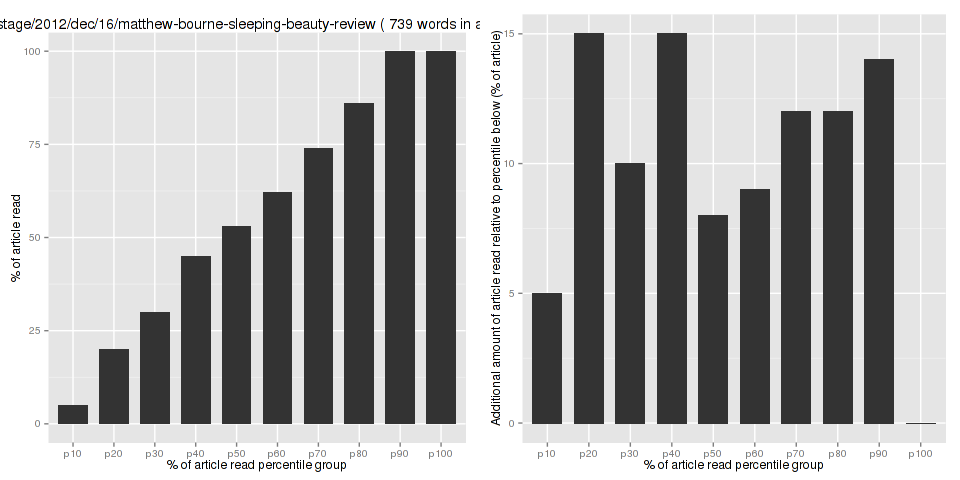 stage/2012/dec/16/matthew-bourne-sleeping-beauty-review ( 739 words in a
% of article read
100
75
50
25
0
p10 p20 p30 p40 p50 p60 p70 p80 p90 p100
% of article read percentile group
Additional amount of article read relative to percentile below (% of article)
15
10
5
0
p10 p20 p30 p40 p50 p60 p70 p80 p90 p100
% of article read percentile group